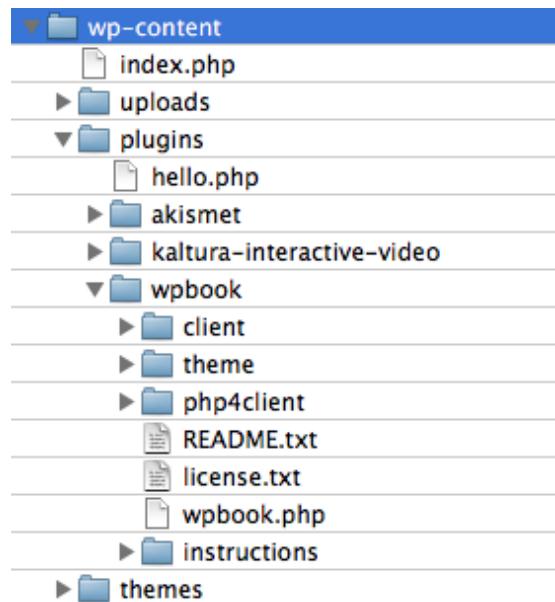 wp-content
index.php
uploads
plugins
hello.php
akismet
kaltura-interactive-video
wpbook
client
theme
php4client
README.txt
license.txt
wpbook.php
instructions
themes